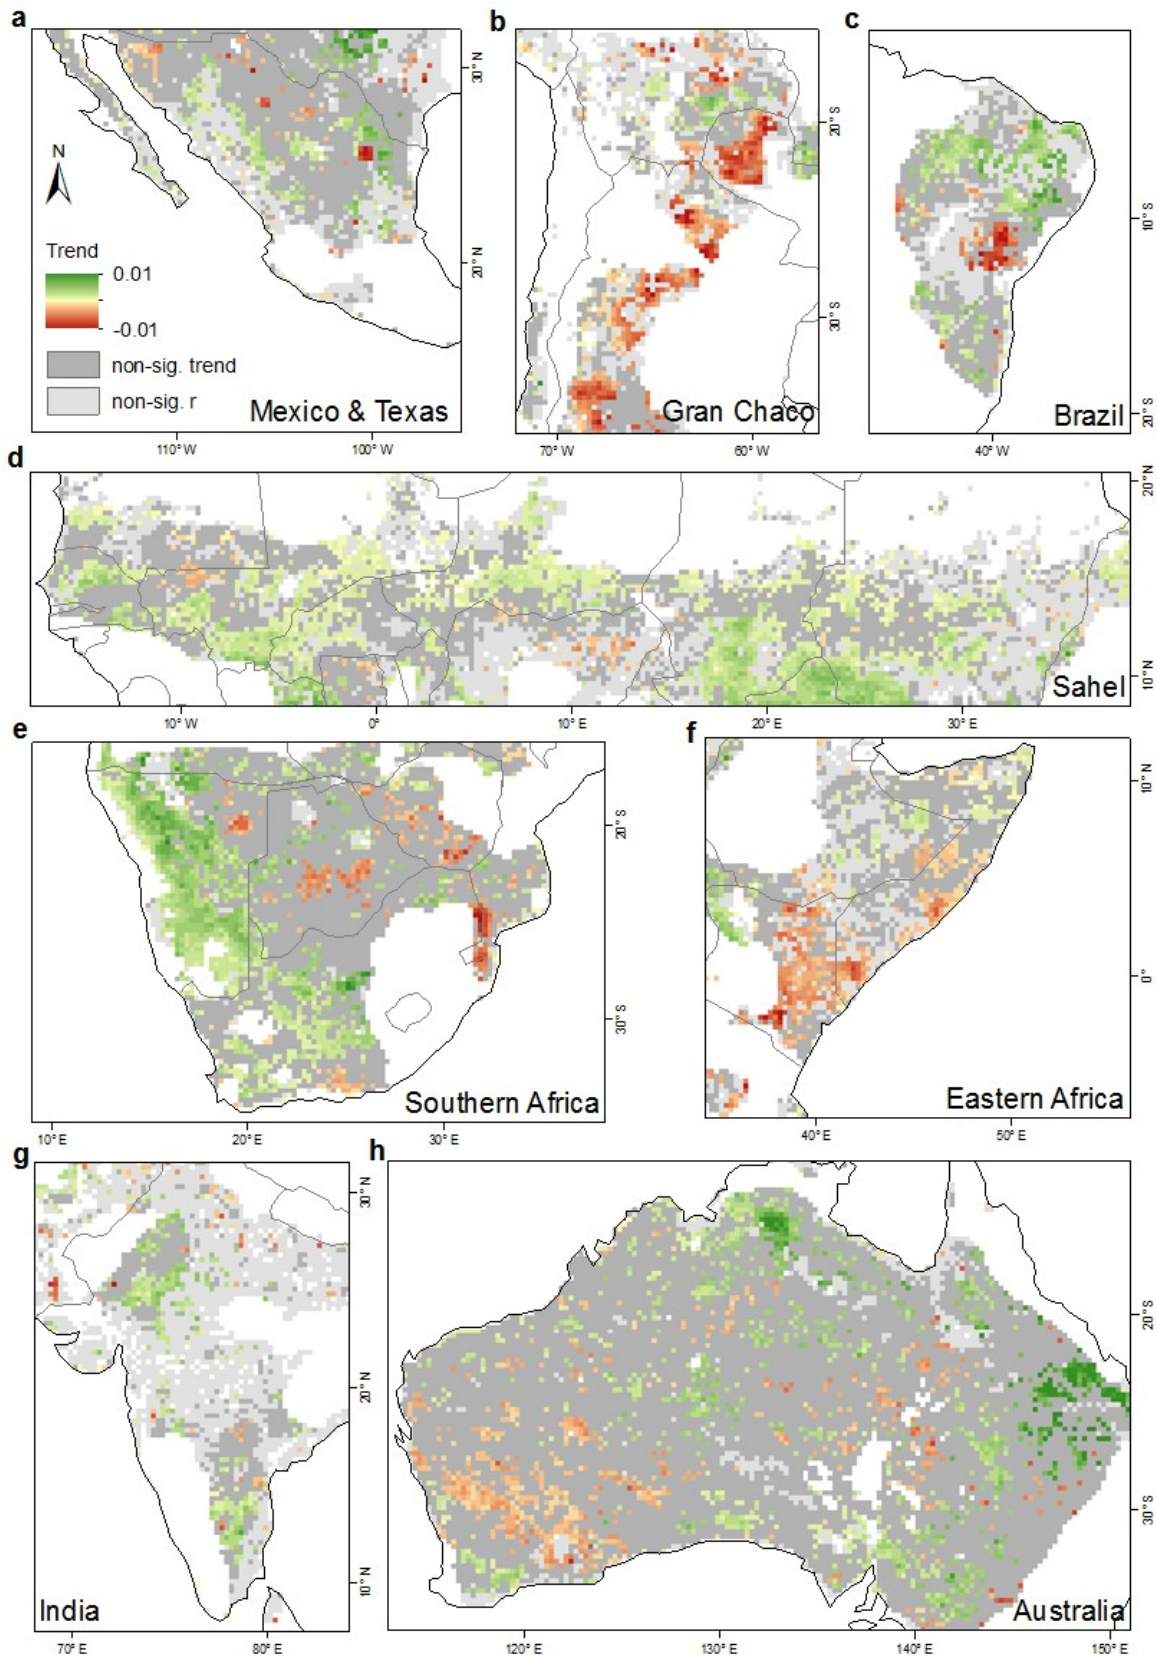 a
b
c
30° N
20° N
20° S
30° S
10° S
20° S
N
Trend
0.01
-0.01
non-sig. trend
non-sig. r
Mexico & Texas
Gran Chaco
Brazil
110° W
100° W
70° W
60° W
40° W
d
20° N
10° N
Sahel
10° W
0°
10° E
20° E
30° E
e
f
20° S
30° S
10° N
0°
Southern Africa
Eastern Africa
10° E
20° E
30° E
40° E
50° E
g
h
30° N
20° N
10° N
20° S
30° S
India
Australia
70° E
80° E
120° E
130° E
140° E
150° E